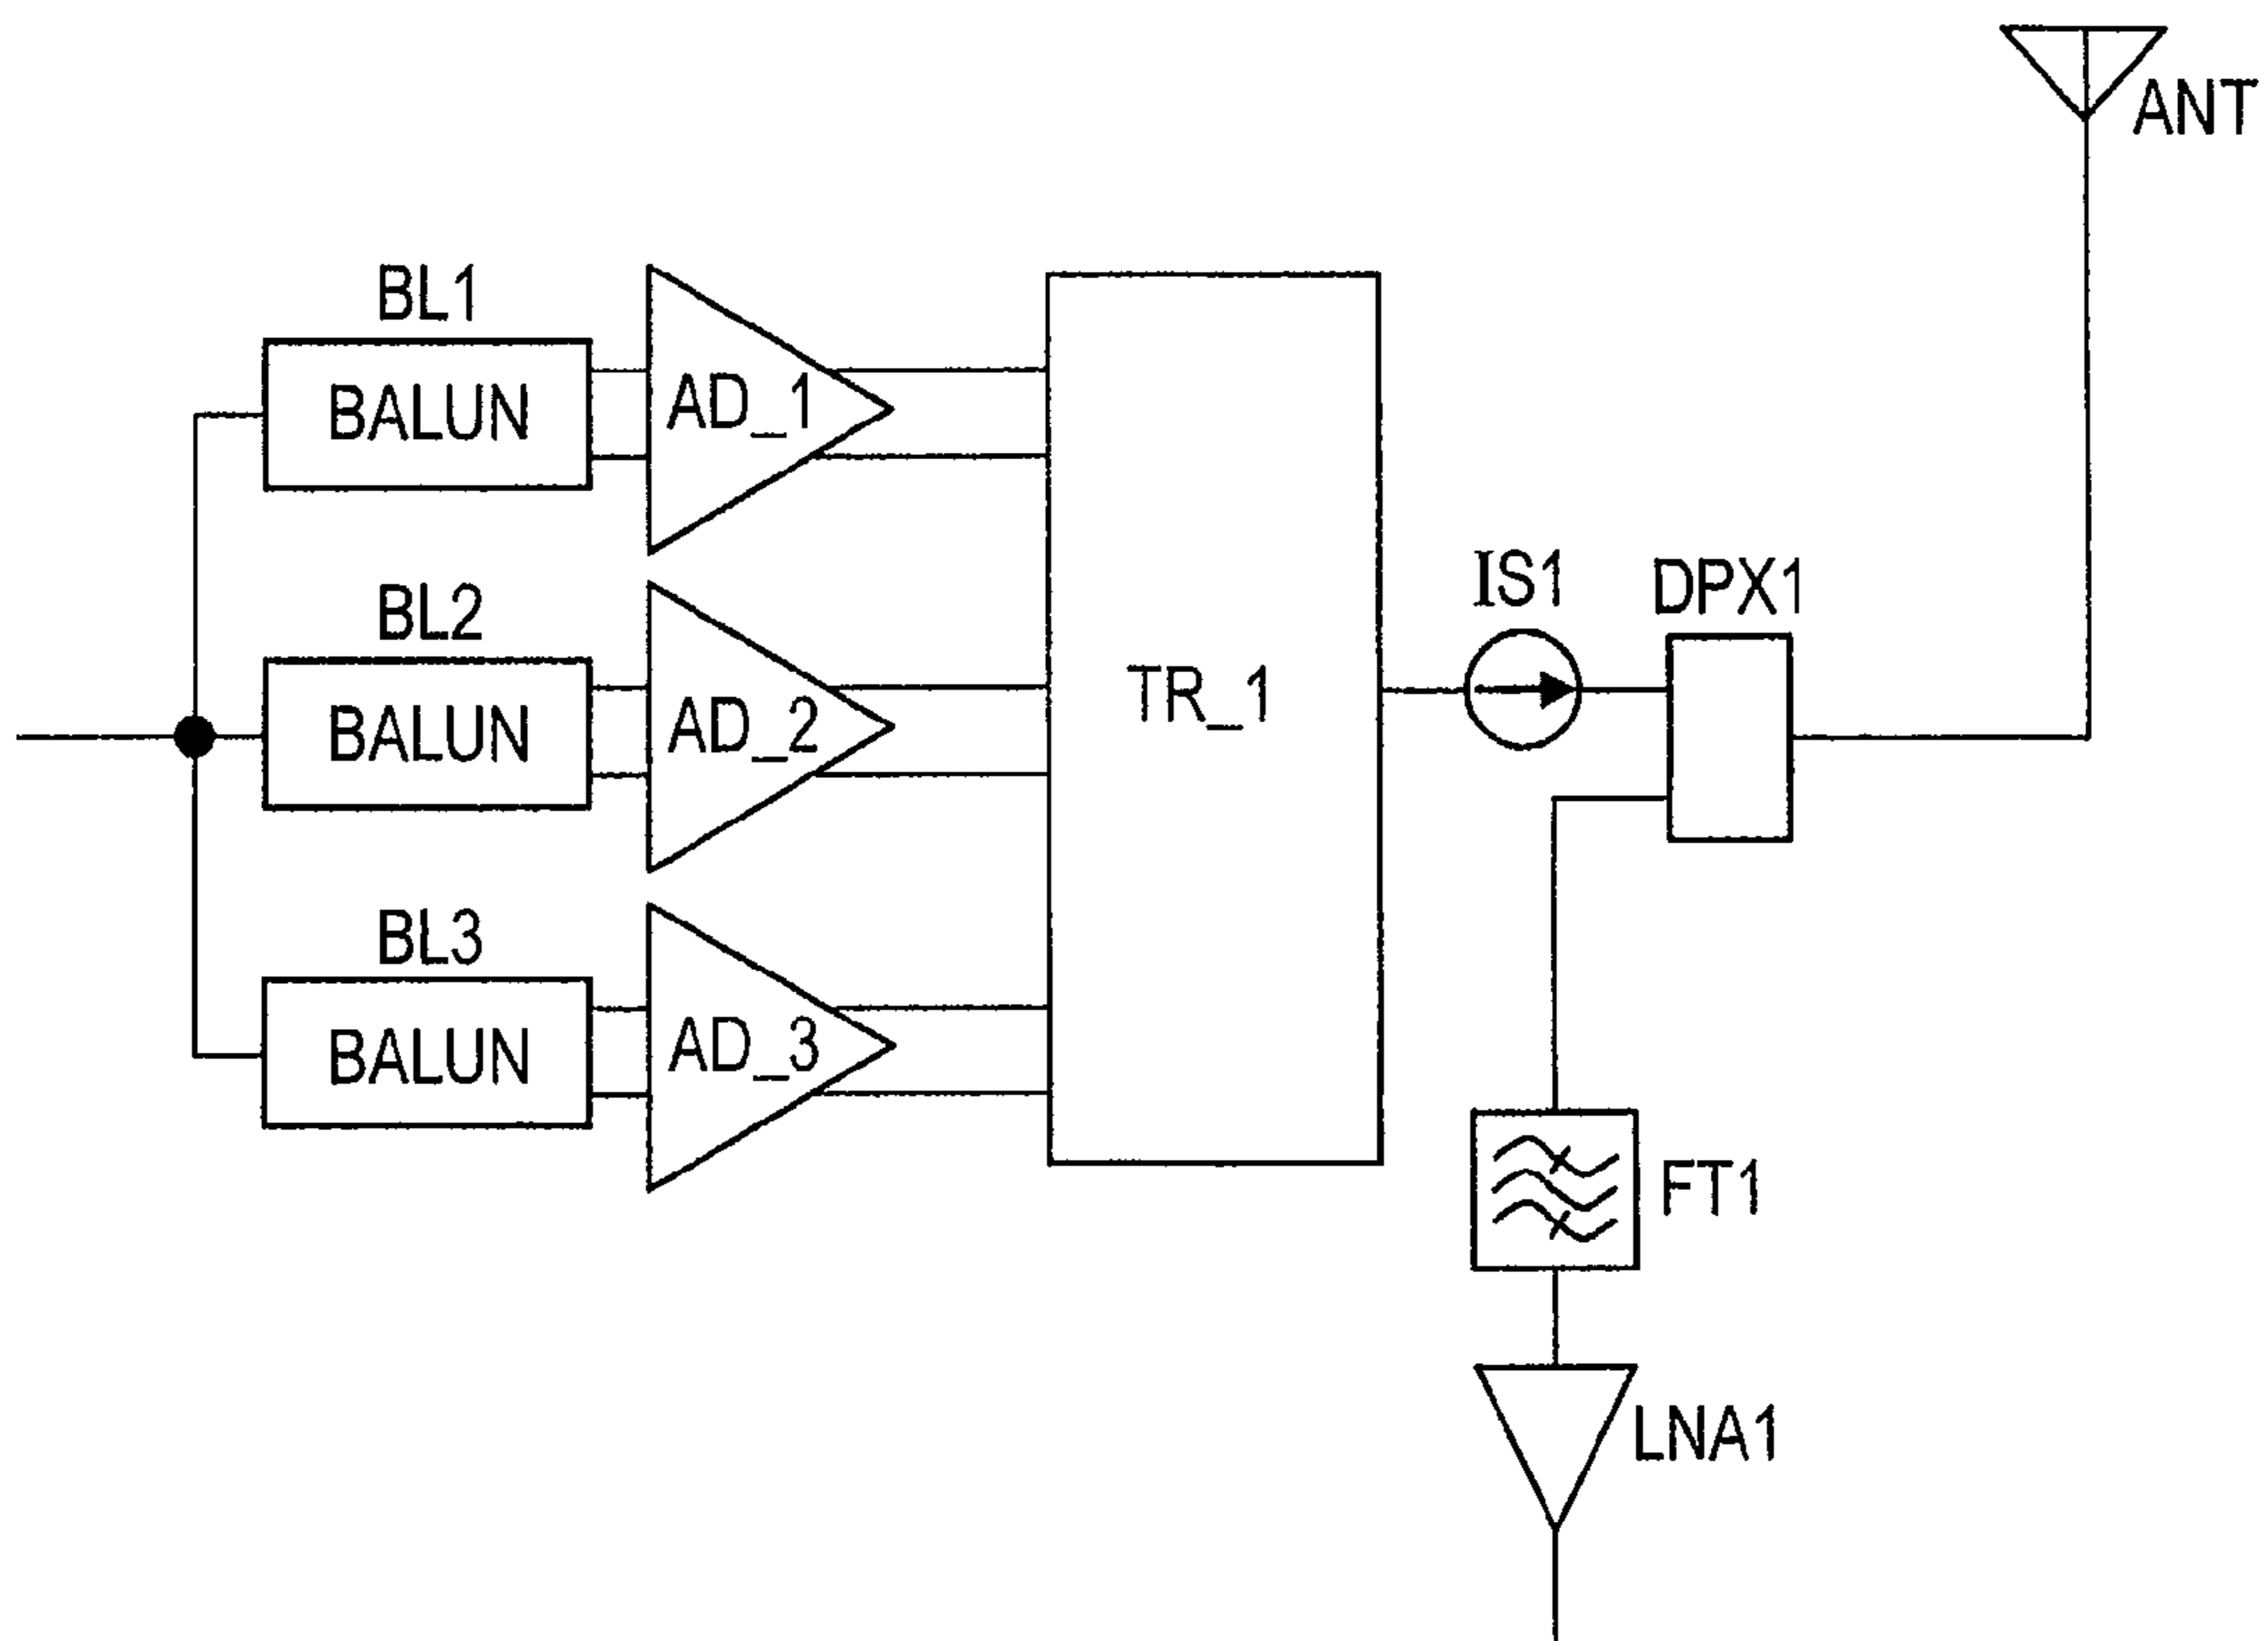 ANT
BL1
BALUN
AD_1
BL2
BALUN
AD_2
TR_1
IS1
DPX1
BL3
BALUN
AD_3
FT1
LNA1